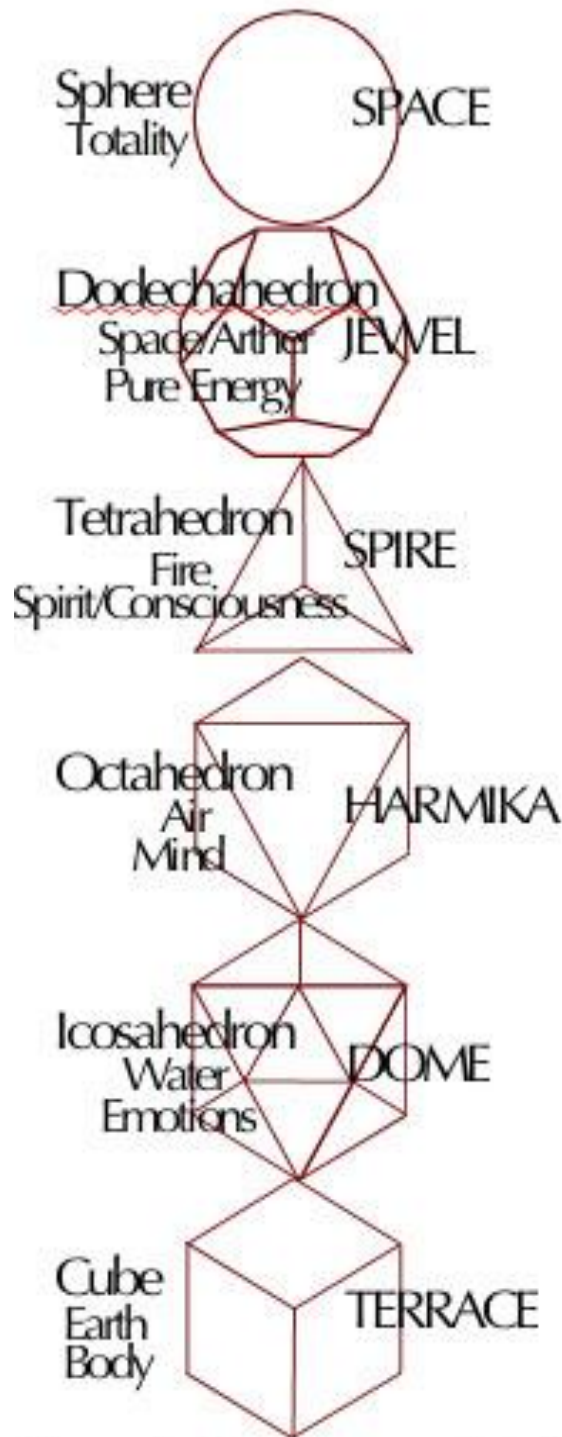 Sphere
SPACE
Totality
Dodechahedron
Space/Arther
JEWEL
Pure Energy
Tetrahedron
SPIRE
Fire
Spirit/Consciousness
Octahedron
HARMIKA
Air
Mind
Icosahedron
DOME
Water
Emotions
Cube
TERRACE
Earth
Body